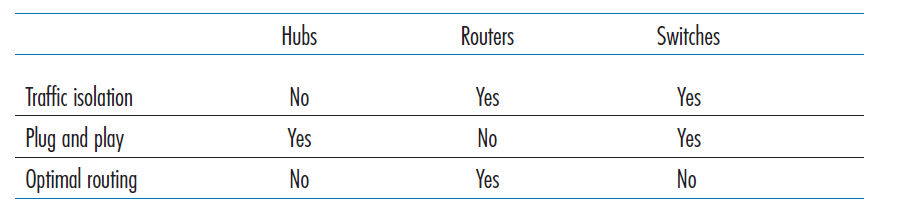 Hubs Routers Switches
Traffic isolation No Yes Yes
Plug and play Yes No Yes
Optimal routing No Yes No